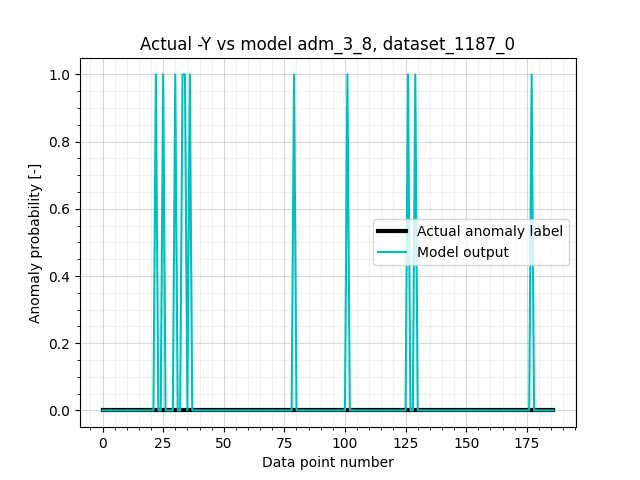 Actual -Y vs model adm_3_8, dataset_1187_0
Anomaly probability [-]
1.0
0.8
0.6
0.4
0.2
0.0
Actual anomaly label
Model output
0 25 50 75 100 125 150 175
Data point number